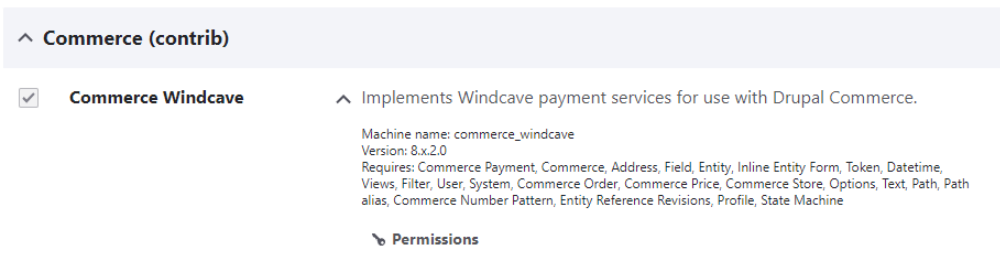 Commerce (contrib)
Commerce Windcave
Implements Windcave payment services for use with Drupal Commerce.
Machine name: commerce_windcave
Version: 8.x.2.0
Requires: Commerce Payment, Commerce, Address, Field, Entity, Inline Entity Form, Token, Datetime,
Views, Filter, User, System, Commerce Order, Commerce Price, Commerce Store, Options, Text, Path, Path
alias, Commerce Number Pattern, Entity Reference Revisions, Profile, State Machine
Permissions